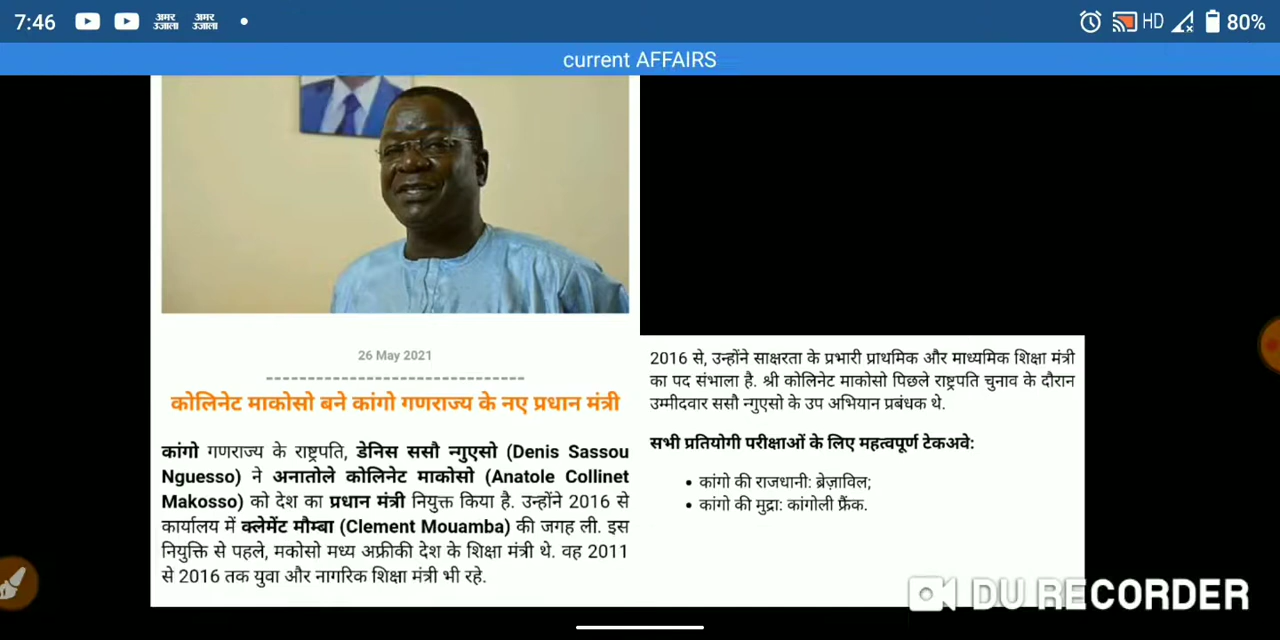 7:46
अमर उजाला
अमर उजाला
HD
80%
current AFFAIRS
26 May 2021
--------------------------------
कोलिनेट माकोसो बने कांगो गणराज्य के नए प्रधान मंत्री
कांगो गणराज्य के राष्ट्रपति, डेनिस ससौ न्गुएसो (Denis Sassou
Nguesso) ने अनातोले कोलिनेट माकोसो (Anatole Collinet
Makosso) को देश का प्रधान मंत्री नियुक्त किया है. उन्होंने 2016 से
कार्यालय में क्लेमेंट मौम्बा (Clement Mouamba) की जगह ली. इस
नियुक्ति से पहले, मकोसो मध्य अफ्रीकी देश के शिक्षा मंत्री थे. वह 2011
से 2016 तक युवा और नागरिक शिक्षा मंत्री भी रहे.
2016 से, उन्होंने साक्षरता के प्रभारी प्राथमिक और माध्यमिक शिक्षा मंत्री
का पद संभाला है. श्री कोलिनेट माकोसो पिछले राष्ट्रपति चुनाव के दौरान
उम्मीदवार ससौ न्गुएसो के उप अभियान प्रबंधक थे.
सभी प्रतियोगी परीक्षाओं के लिए महत्वपूर्ण टेकअवे:
• कांगो की राजधानी: ब्रेज़ाविल;
• कांगो की मुद्रा: कांगोली फ्रैंक.
DU RECORDER